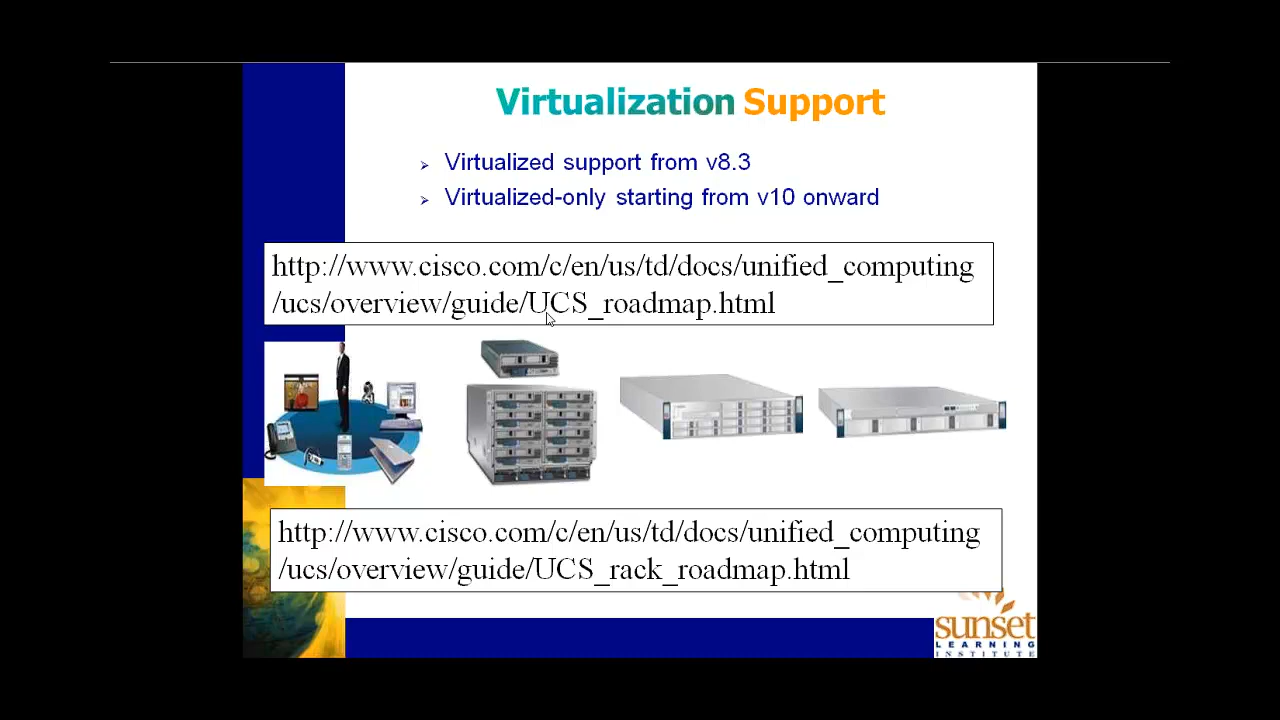 Virtualization Support
Virtualized support from v8.3
Virtualized-only starting from v10 onward
http://www.cisco.com/c/en/us/td/docs/unified_computing
/ucs/overview/guide/UCS_roadmap.html
http://www.cisco.com/c/en/us/td/docs/unified_computing
/ucs/overview/guide/UCS_rack_roadmap.html
sunset
LEARNING
INSTITUTE